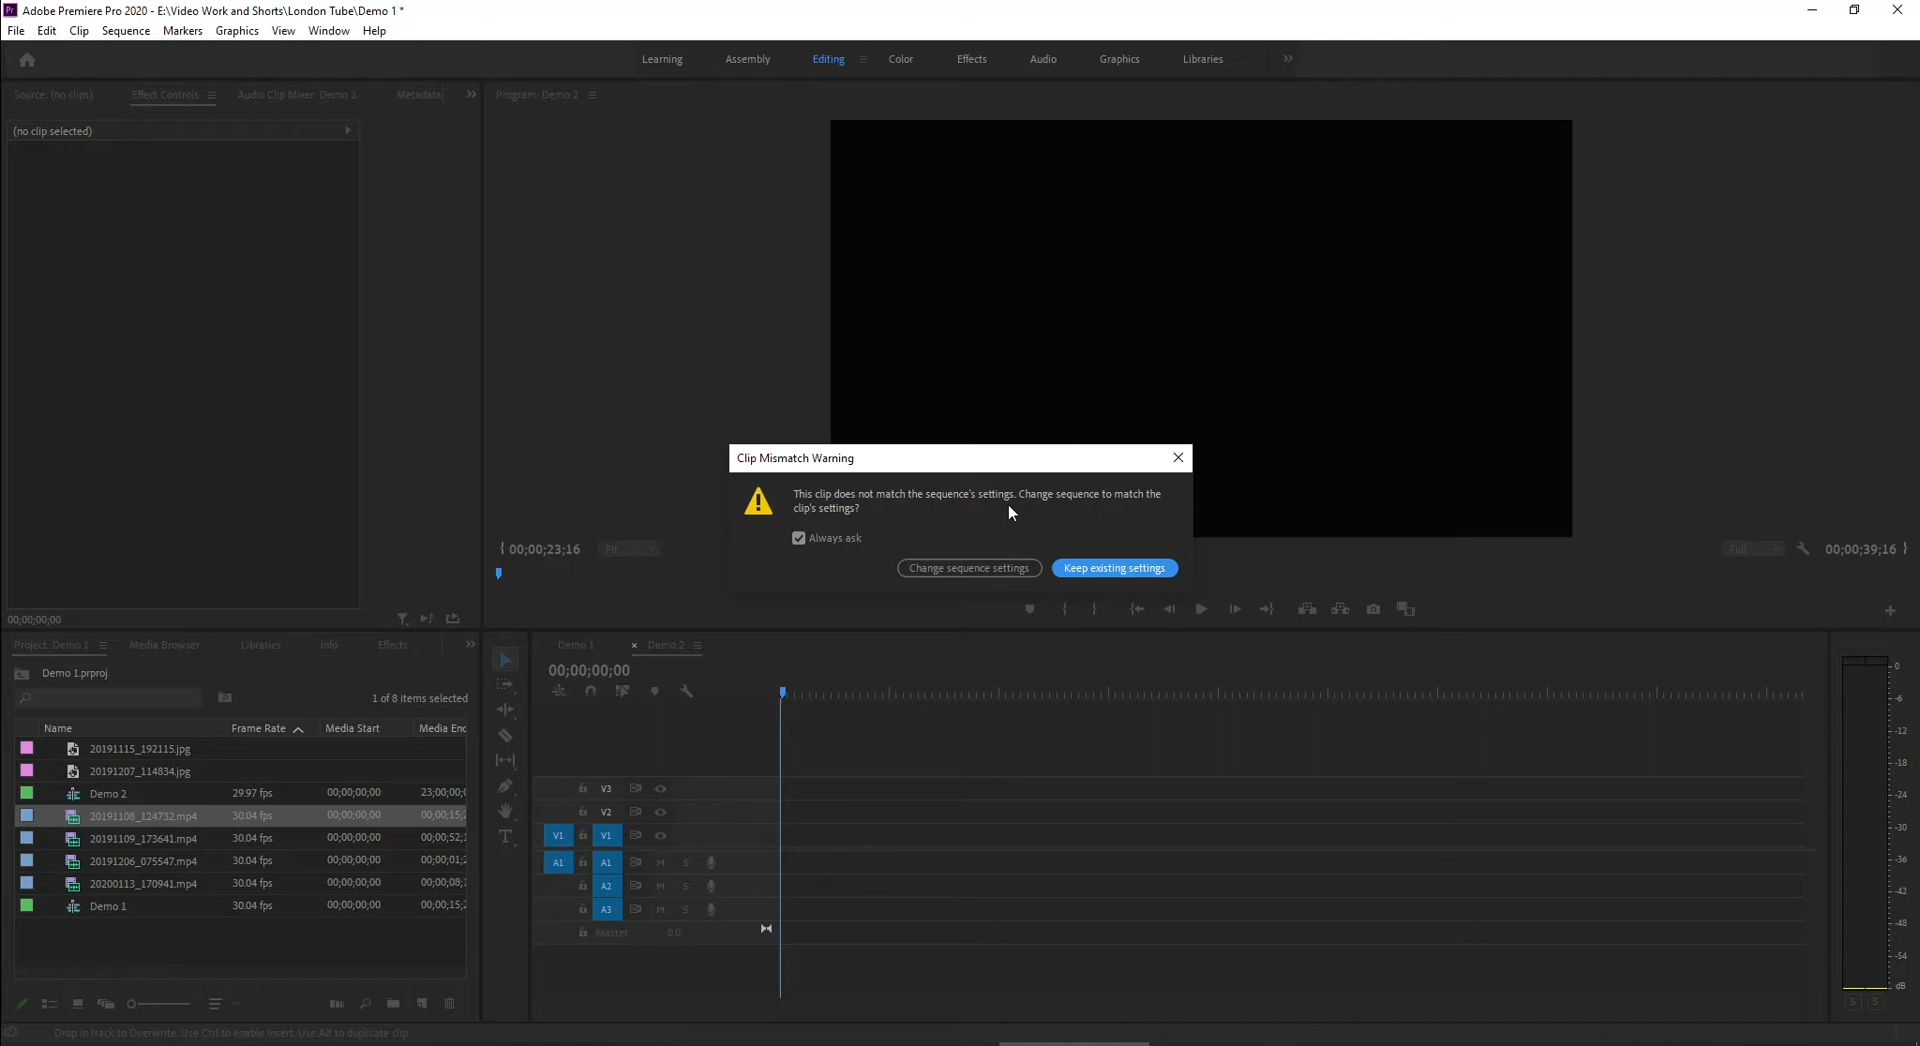 Pr Adobe Premiere Pro 2020 - E:\Video Work and Shorts\London Tube\Demo 1 *
File Edit Clip Sequence Markers Graphics View Window Help
Learning Assembly Editing Color Effects Audio Graphics Libraries
Source: (no clips) Effect Controls Audio Clip Mixer: Demo 2 Metadata Program: Demo 2
(no clip selected)
Clip Mismatch Warning
This clip does not match the sequence's settings. Change sequence to match the
clip's settings?
Always ask
00;00;23;16 Fit Full 00;00;39;16
Change sequence settings Keep existing settings
00;00;00;00
Project: Demo 1 Media Browser Libraries Info Effects Demo 1 × Demo 2
00;00;00;00
Demo 1.prproj
1 of 8 items selected
Name Frame Rate Media Start Media End
20191115_192115.jpg
20191207_114834.jpg
Demo 2 29.97 fps 00;00;00;00 23;00;00;
20191108_124732.mp4 30.04 fps 00;00;00;00 00;00;15;
20191109_173641.mp4 30.04 fps 00;00;00;00 00;00;52;
20191206_075547.mp4 30.04 fps 00;00;00;00 00;00;01;
20200113_170941.mp4 30.04 fps 00;00;00;00 00;00;08;
Demo 1 30.04 fps 00;00;00;00 00;00;15;
V3
V2
V1 V1
A1 A1 M S
A2 M S
A3 M S
Master 0.0
0
-6
-12
-18
-24
-30
-36
-42
-48
-54
dB
S S
Drop in track to Overwrite. Use Ctrl to enable Insert. Use Alt to duplicate clip.